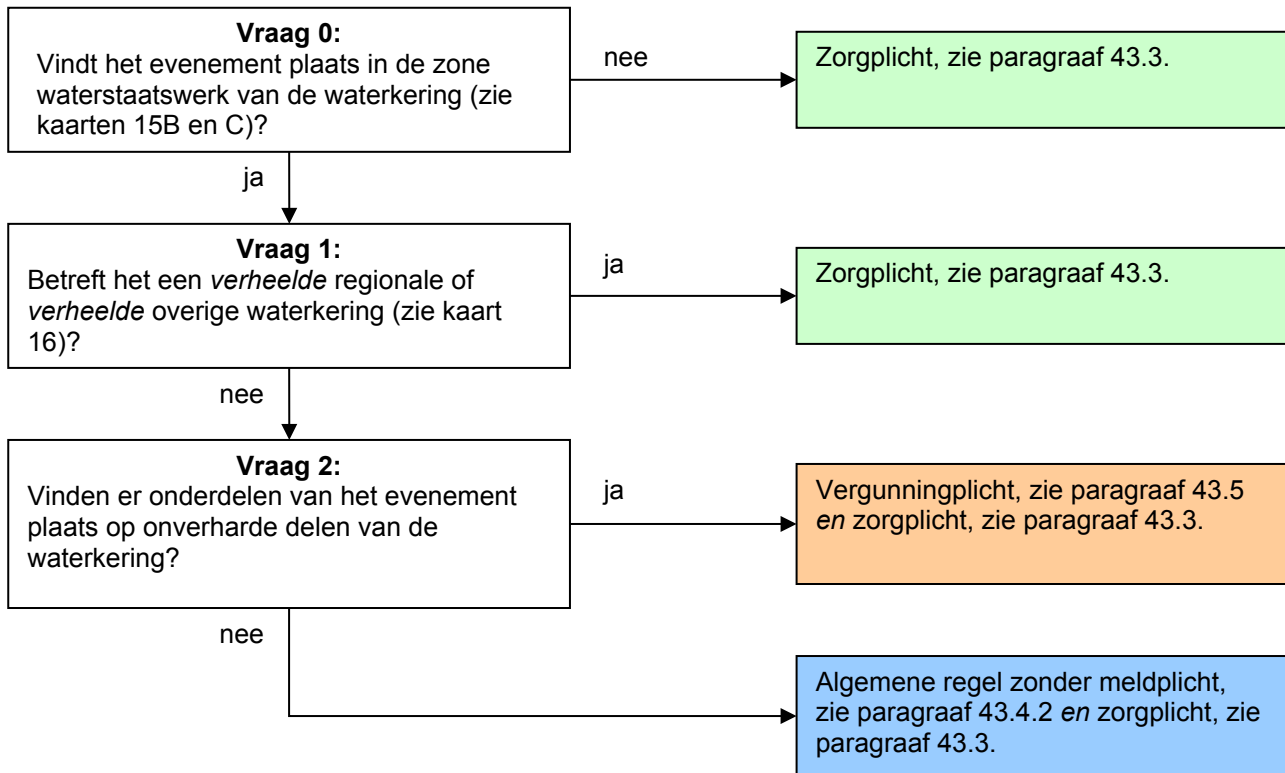 Vraag 0:
Vindt het evenement plaats in de zone
waterstaatswerk van de waterkering (zie
kaarten 15B en C)?
nee
Zorgplicht, zie paragraaf 43.3.
ja
Vraag 1:
Betreft het een verheelde regionale of
verheelde overige waterkering (zie kaart
16)?
ja
Zorgplicht, zie paragraaf 43.3.
nee
Vraag 2:
Vinden er onderdelen van het evenement
plaats op onverharde delen van de
waterkering?
ja
Vergunningplicht, zie paragraaf 43.5
en zorgplicht, zie paragraaf 43.3.
nee
Algemene regel zonder meldplicht,
zie paragraaf 43.4.2 en zorgplicht, zie
paragraaf 43.3.